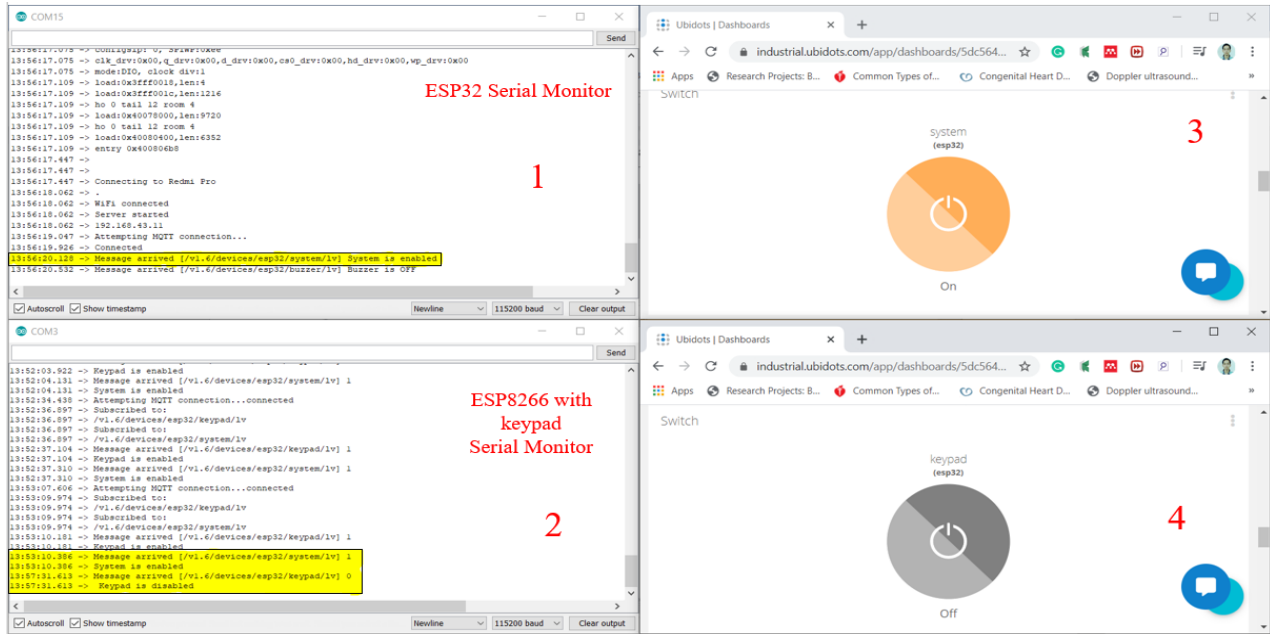 COM15
Send
13:56:17.075 -> configsip: 0, SPIWP:0xee
13:56:17.075 -> clk_drv:0x00,q_drv:0x00,d_drv:0x00,cs0_drv:0x00,hd_drv:0x00,wp_drv:0x00
13:56:17.075 -> mode:DIO, clock div:1
13:56:17.109 -> load:0x3fff0018,len:4
13:56:17.109 -> load:0x3fff001c,len:1216
13:56:17.109 -> ho 0 tail 12 room 4
13:56:17.109 -> load:0x40078000,len:9720
13:56:17.109 -> ho 0 tail 12 room 4
13:56:17.109 -> load:0x40080400,len:6352
13:56:17.109 -> entry 0x400806b8
13:56:17.447 ->
13:56:17.447 ->
13:56:17.447 -> Connecting to Redmi Pro
13:56:18.062 -> .
13:56:18.062 -> WiFi connected
13:56:18.062 -> Server started
13:56:18.062 -> 192.168.43.11
13:56:19.047 -> Attempting MQTT connection...
13:56:19.926 -> Connected
13:56:20.128 -> Message arrived [/v1.6/devices/esp32/system/lv] System is enabled
13:56:20.532 -> Message arrived [/v1.6/devices/esp32/buzzer/lv] Buzzer is OFF
ESP32 Serial Monitor
1
Autoscroll Show timestamp Newline 115200 baud Clear output
Ubidots | Dashboards
industrial.ubidots.com/app/dashboards/5dc564...
Apps Research Projects: B... Common Types of... Congenital Heart D... Doppler ultrasound... »
Switch
system
(esp32)
On
3
COM3
Send
13:52:03.922 -> Keypad is enabled
13:52:04.131 -> Message arrived [/v1.6/devices/esp32/system/lv] 1
13:52:04.131 -> System is enabled
13:52:34.438 -> Attempting MQTT connection...connected
13:52:36.897 -> Subscribed to:
13:52:36.897 -> /v1.6/devices/esp32/keypad/lv
13:52:36.897 -> Subscribed to:
13:52:36.897 -> /v1.6/devices/esp32/system/lv
13:52:37.104 -> Message arrived [/v1.6/devices/esp32/keypad/lv] 1
13:52:37.104 -> Keypad is enabled
13:52:37.310 -> Message arrived [/v1.6/devices/esp32/system/lv] 1
13:52:37.310 -> System is enabled
13:53:07.606 -> Attempting MQTT connection...connected
13:53:09.974 -> Subscribed to:
13:53:09.974 -> /v1.6/devices/esp32/keypad/lv
13:53:09.974 -> Subscribed to:
13:53:09.974 -> /v1.6/devices/esp32/system/lv
13:53:10.181 -> Message arrived [/v1.6/devices/esp32/keypad/lv] 1
13:53:10.181 -> Keypad is enabled
13:53:10.386 -> Message arrived [/v1.6/devices/esp32/system/lv] 1
13:53:10.386 -> System is enabled
13:57:31.613 -> Message arrived [/v1.6/devices/esp32/keypad/lv] 0
13:57:31.613 -> Keypad is disabled
ESP8266 with
keypad
Serial Monitor
2
Autoscroll Show timestamp Newline 115200 baud Clear output
Ubidots | Dashboards
industrial.ubidots.com/app/dashboards/5dc564...
Apps Research Projects: B... Common Types of... Congenital Heart D... Doppler ultrasound... »
Switch
keypad
(esp32)
Off
4